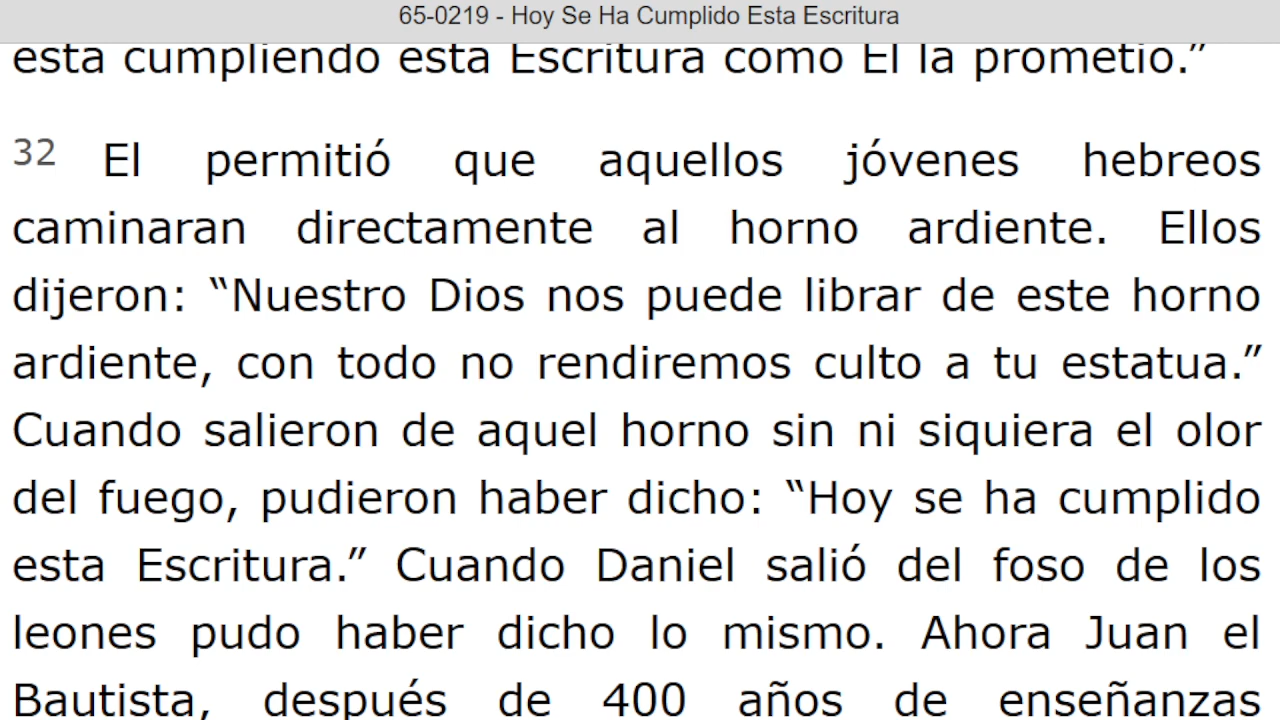 65-0219 - Hoy Se Ha Cumplido Esta Escritura
está cumpliendo esta Escritura como El la prometió.”
32 El permitió que aquellos jóvenes hebreos
caminaran directamente al horno ardiente. Ellos
dijeron: “Nuestro Dios nos puede librar de este horno
ardiente, con todo no rendiremos culto a tu estatua.”
Cuando salieron de aquel horno sin ni siquiera el olor
del fuego, pudieron haber dicho: “Hoy se ha cumplido
esta Escritura.” Cuando Daniel salió del foso de los
leones pudo haber dicho lo mismo. Ahora Juan el
Bautista, después de 400 años de enseñanzas